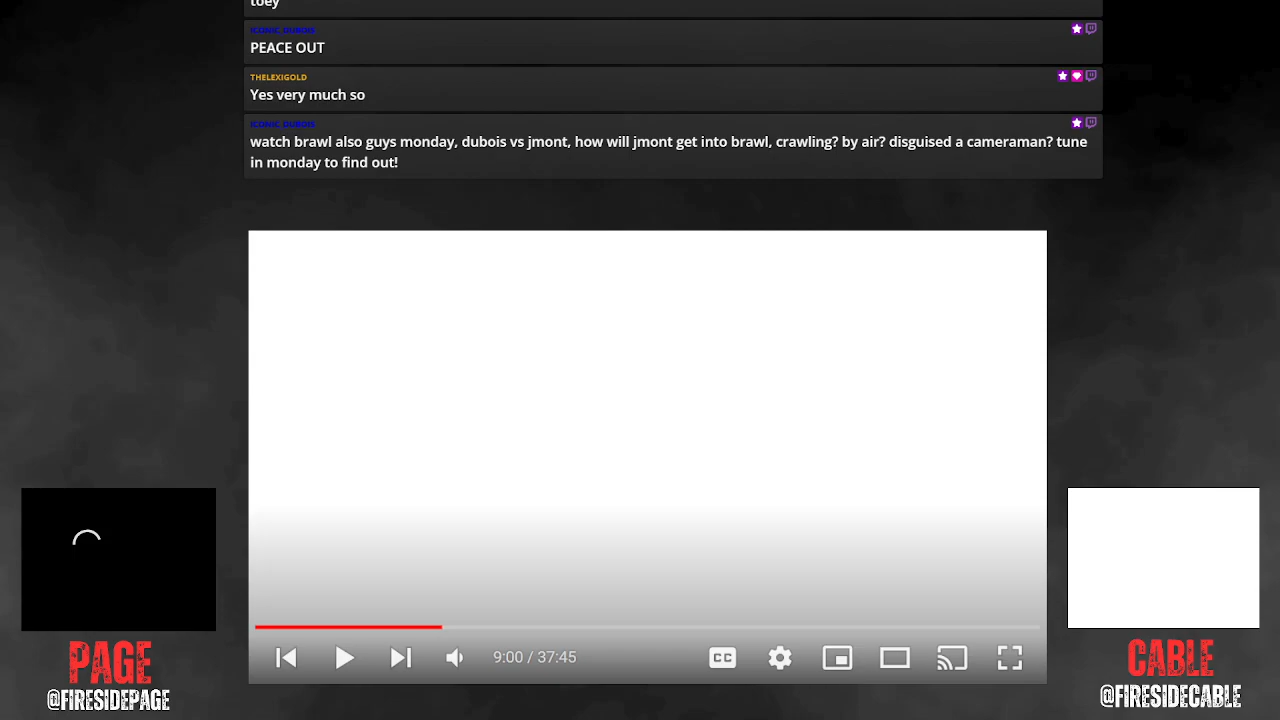 toey
ICONIC_DUBOIS
PEACE OUT
THELEXIGOLD
Yes very much so
ICONIC_DUBOIS
watch brawl also guys monday, dubois vs jmont, how will jmont get into brawl, crawling? by air? disguised a cameraman? tune
in monday to find out!
9:00 / 37:45
CC
PAGE
@FIRESIDEPAGE
CABLE
@FIRESIDECABLE